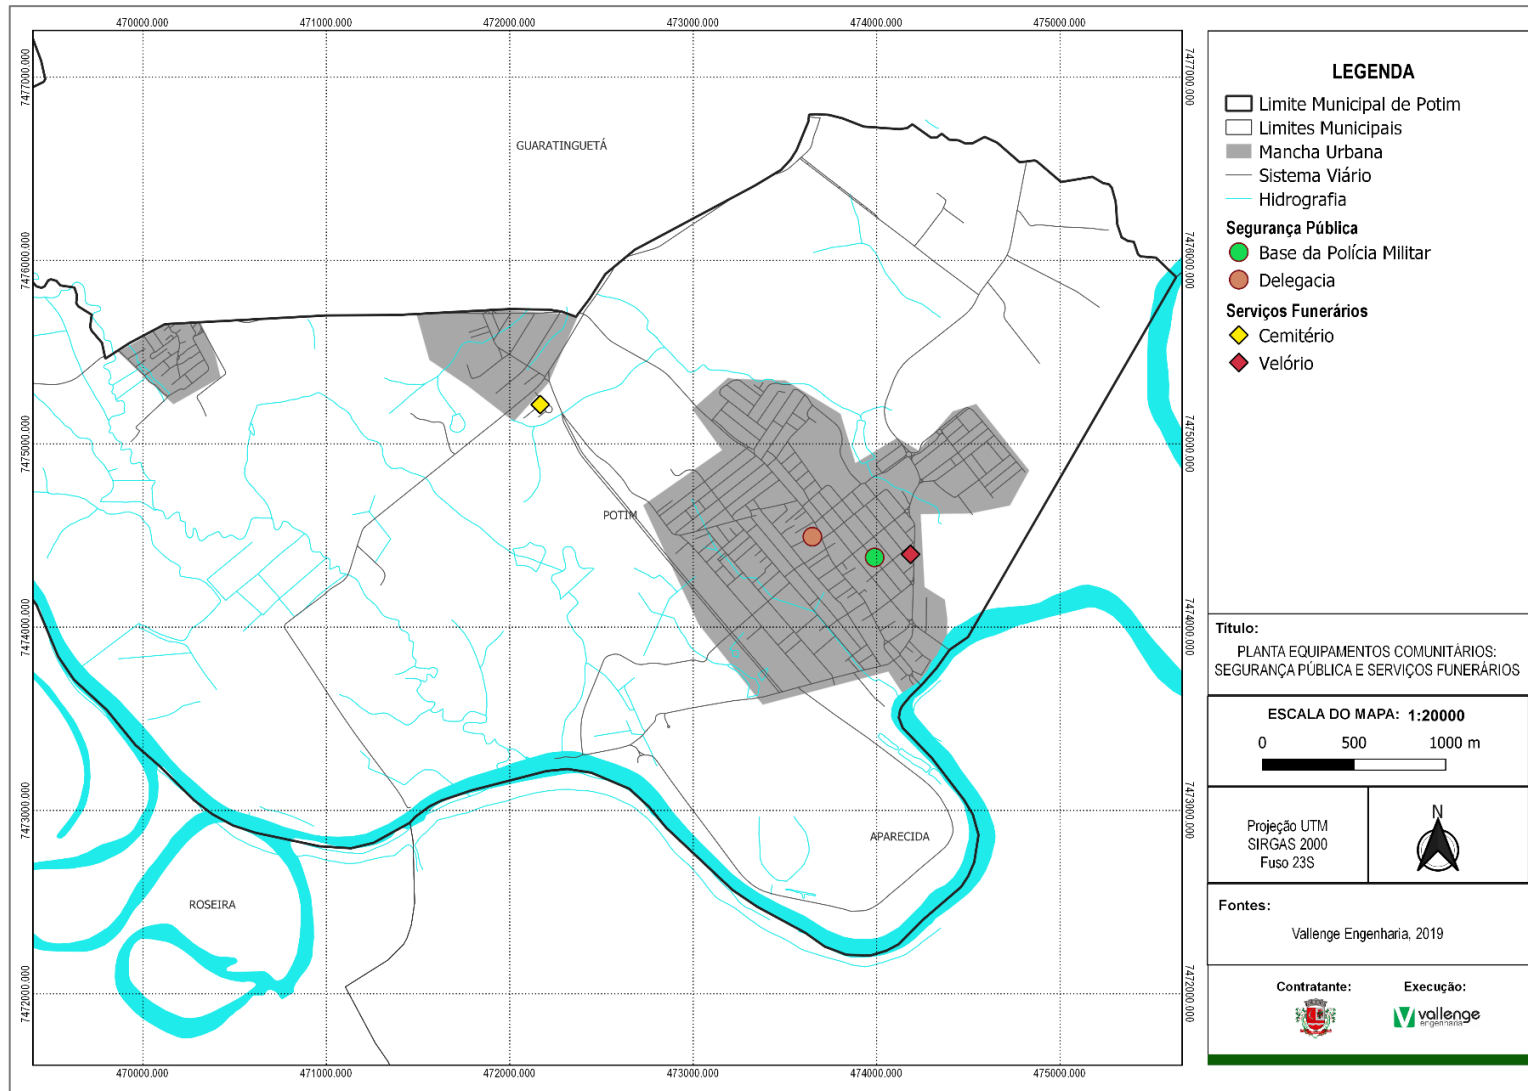 470000.000 471000.000 472000.000 473000.000 474000.000 475000.000
7477000.000
7476000.000
7475000.000
7474000.000
7473000.000
7472000.000
GUARATINGUETÁ
POTIM
APARECIDA
ROSEIRA
7477000.000
7476000.000
7475000.000
7474000.000
7473000.000
7472000.000
470000.000 471000.000 472000.000 473000.000 474000.000 475000.000
LEGENDA
Limite Municipal de Potim
Limites Municipais
Mancha Urbana
Sistema Viário
Hidrografia
Segurança Pública
Base da Polícia Militar
Delegacia
Serviços Funerários
Cemitério
Velório
Título:
PLANTA EQUIPAMENTOS COMUNITÁRIOS:
SEGURANÇA PÚBLICA E SERVIÇOS FUNERÁRIOS
ESCALA DO MAPA: 1:20000
0 500 1000 m
Projeção UTM
SIRGAS 2000
Fuso 23S
N
Fontes:
Vallenge Engenharia, 2019
Contratante: Execução:
vallenge
engenharia